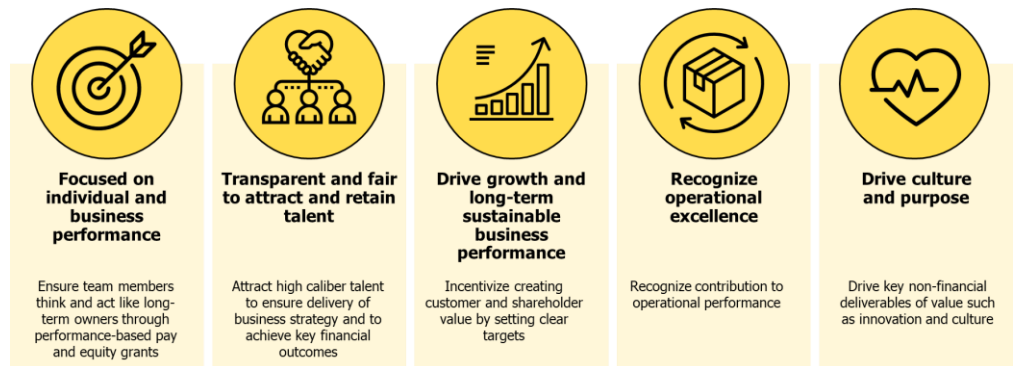 Focused on
individual and
business
performance
Ensure team members
think and act like long-
term owners through
performance-based pay
and equity grants
Transparent and fair
to attract and retain
talent
Attract high caliber talent
to ensure delivery of
business strategy and to
achieve key financial
outcomes
Drive growth and
long-term
sustainable
business
performance
Incentivize creating
customer and shareholder
value by setting clear
targets
Recognize
operational
excellence
Recognize contribution to
operational performance
Drive culture
and purpose
Drive key non-financial
deliverables of value such
as innovation and culture